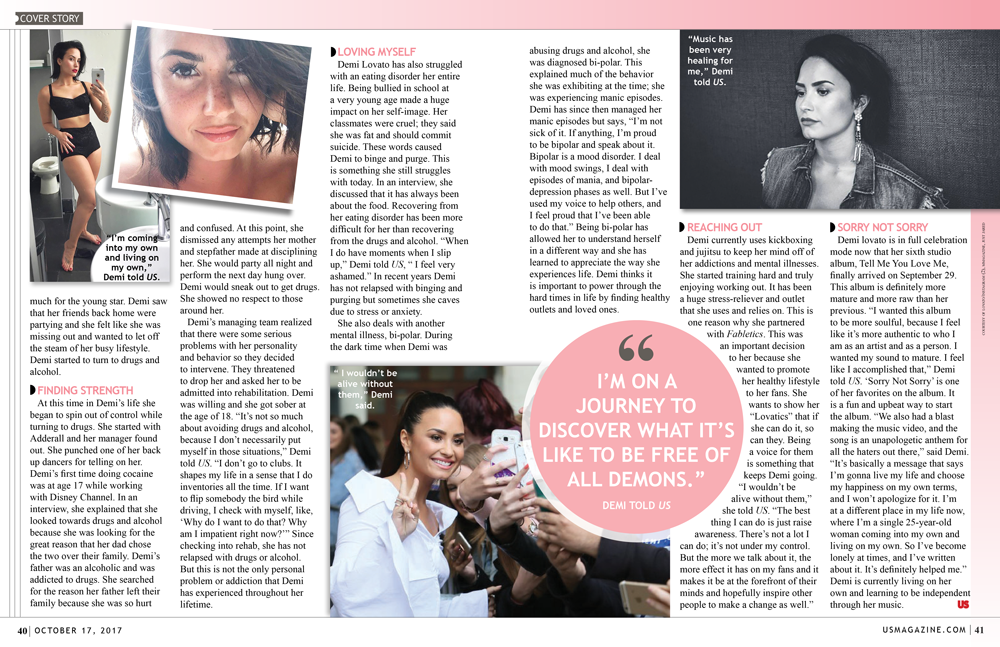 COVER STORY
"I'm coming
into my own
and living on
my own,"
Demi told US.
much for the young star. Demi saw
that her friends back home were
partying and she felt like she was
missing out and wanted to let off
the steam of her busy lifestyle.
Demi started to turn to drugs and
alcohol.
FINDING STRENGTH
At this time in Demi's life she
began to spin out of control while
turning to drugs. She started with
Adderall and her manager found
out. She punched one of her back
up dancers for telling on her.
Demi's first time doing cocaine
was at age 17 while working
with Disney Channel. In an
interview, she explained that she
looked towards drugs and alcohol
because she was looking for the
great reason that her dad chose
the two over their family. Demi's
father was an alcoholic and was
addicted to drugs. She searched
for the reason her father left their
family because she was so hurt
and confused. At this point, she
dismissed any attempts her mother
and stepfather made at disciplining
her. She would party all night and
perform the next day hung over.
Demi would sneak out to get drugs.
She showed no respect to those
around her.
Demi's managing team realized
that there were some serious
problems with her personality
and behavior so they decided
to intervene. They threatened
to drop her and asked her to be
admitted into rehabilitation. Demi
was willing and she got sober at
the age of 18. "It's not so much
about avoiding drugs and alcohol,
because I don't necessarily put
myself in those situations," Demi
told US. "I don't go to clubs. It
shapes my life in a sense that I do
inventories all the time. If I want
to flip somebody the bird while
driving, I check with myself, like,
'Why do I want to do that? Why
am I impatient right now?'" Since
checking into rehab, she has not
relapsed with drugs or alcohol.
But this is not the only personal
problem or addiction that Demi
has experienced throughout her
lifetime.
LOVING MYSELF
Demi Lovato has also struggled
with an eating disorder her entire
life. Being bullied in school at
a very young age made a huge
impact on her self-image. Her
classmates were cruel; they said
she was fat and should commit
suicide. These words caused
Demi to binge and purge. This
is something she still struggles
with today. In an interview, she
discussed that it has always been
about the food. Recovering from
her eating disorder has been more
difficult for her than recovering
from the drugs and alcohol. "When
I do have moments when I slip
up," Demi told US, " I feel very
ashamed." In recent years Demi
has not relapsed with binging and
purging but sometimes she caves
due to stress or anxiety.
She also deals with another
mental illness, bi-polar. During
the dark time when Demi was
" I wouldn't be
alive without
them," Demi
said.
abusing drugs and alcohol, she
was diagnosed bi-polar. This
explained much of the behavior
she was exhibiting at the time; she
was experiencing manic episodes.
Demi has since then managed her
manic episodes but says, "I'm not
sick of it. If anything, I'm proud
to be bipolar and speak about it.
Bipolar is a mood disorder. I deal
with mood swings, I deal with
episodes of mania, and bipolar-
depression phases as well. But I've
used my voice to help others, and
I feel proud that I've been able
to do that." Being bi-polar has
allowed her to understand herself
in a different way and she has
learned to appreciate the way she
experiences life. Demi thinks it
is important to power through the
hard times in life by finding healthy
outlets and loved ones.
“
I'M ON A
JOURNEY TO
DISCOVER WHAT IT'S
LIKE TO BE FREE OF
ALL DEMONS."
DEMI TOLD US
"Music has
been very
healing for
me," Demi
told US.
REACHING OUT
Demi currently uses kickboxing
and jujitsu to keep her mind off of
her addictions and mental illnesses.
She started training hard and truly
enjoying working out. It has been
a huge stress-reliever and outlet
that she uses and relies on. This is
one reason why she partnered
with Fabletics. This was
an important decision
to her because she
wanted to promote
her healthy lifestyle
to her fans. She
wants to show her
"Lovatics" that if
she can do it, so
can they. Being
a voice for them
is something that
keeps Demi going.
"I wouldn't be
alive without them,"
she told US. "The best
thing I can do is just raise
awareness. There's not a lot I
can do; it's not under my control.
But the more we talk about it, the
more effect it has on my fans and it
makes it be at the forefront of their
minds and hopefully inspire other
people to make a change as well."
SORRY NOT SORRY
Demi lovato is in full celebration
mode now that her sixth studio
album, Tell Me You Love Me,
finally arrived on September 29.
This album is definitely more
mature and more raw than her
previous. "I wanted this album
to be more soulful, because I feel
like it's more authentic to who I
am as an artist and as a person. I
wanted my sound to mature. I feel
like I accomplished that," Demi
told US. 'Sorry Not Sorry' is one
of her favorites on the album. It
is a fun and upbeat way to start
the album. "We also had a blast
making the music video, and the
song is an unapologetic anthem for
all the haters out there," said Demi.
"It's basically a message that says
I'm gonna live my life and choose
my happiness on my own terms,
and I won't apologize for it. I'm
at a different place in my life now,
where I'm a single 25-year-old
woman coming into my own and
living on my own. So I've become
lonely at times, and I've written
about it. It's definitely helped me."
Demi is currently living on her
own and learning to be independent
through her music.
US
40 | OCTOBER 17, 2017
USMAGAZINE.COM | 41